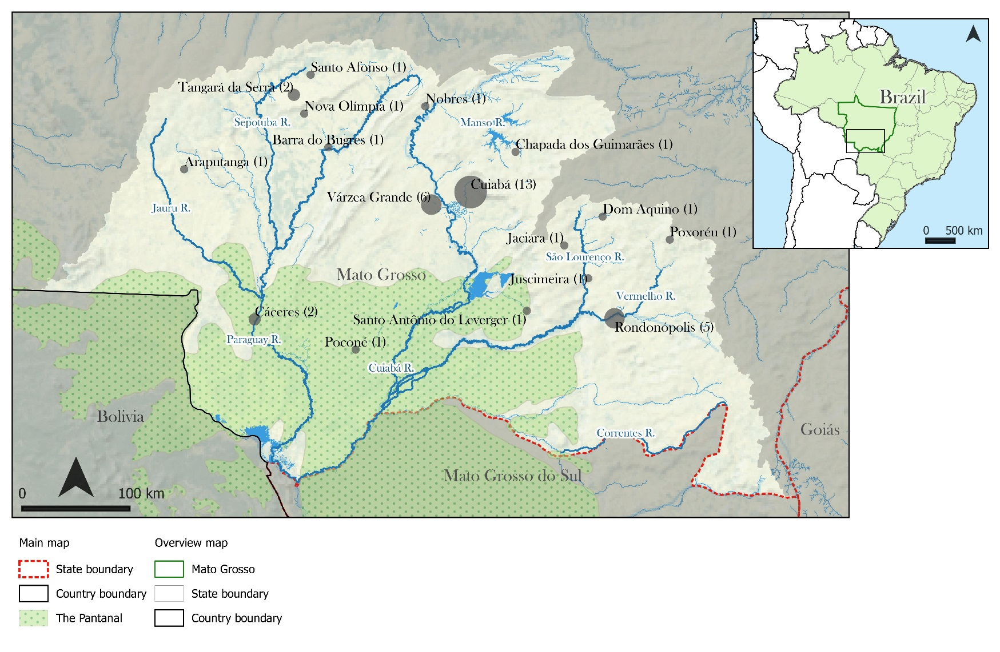 Santo Afonso (1)
Tangará da Serra (2)
Nova Olímpia (1)
Nobres (1)
Sepotuba R.
Manso R.
Barra do Bugres (1)
Chapada dos Guimarães (1)
Araputanga (1)
Cuiabá (13)
Várzea Grande (6)
Jauru R.
Dom Aquino (1)
Poxoréu (1)
Jaciara (1)
São Lourenço R.
Mato Grosso
Juscimeira (1)
Vermelho R.
Cáceres (2)
Santo Antônio do Leverger (1)
Rondonópolis (5)
Paraguay R.
Poconé (1)
Cuiabá R.
Bolivia
Correntes R.
Goiás
Mato Grosso do Sul
0 100 km
Brazil
0 500 km
Main map
State boundary
Country boundary
The Pantanal
Overview map
Mato Grosso
State boundary
Country boundary